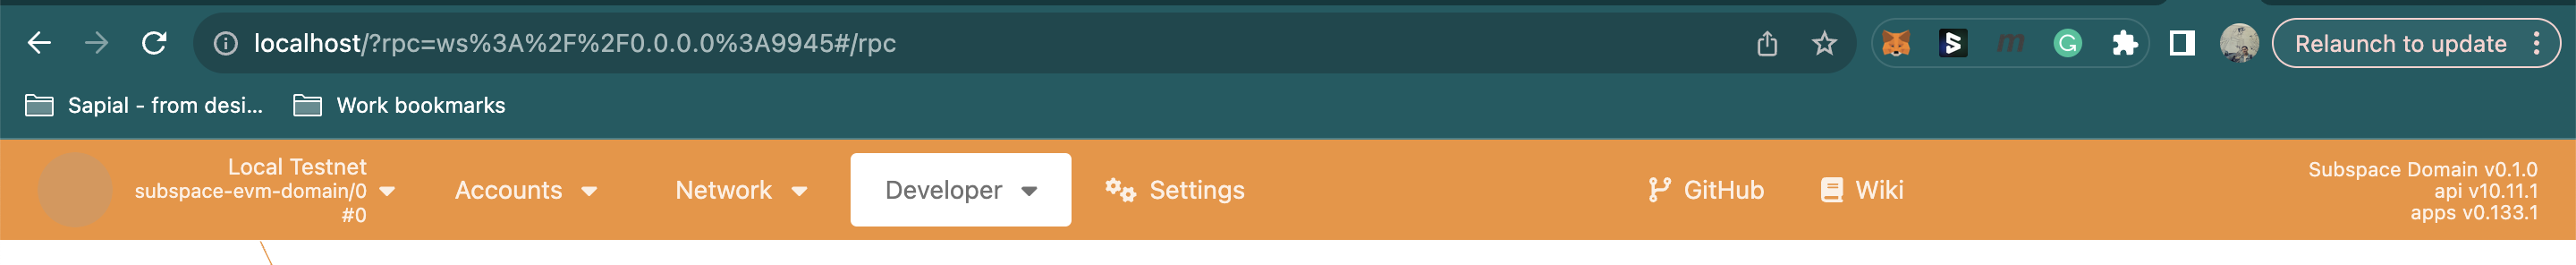 localhost/?rpc=ws%3A%2F%2F0.0.0.0%3A9945#/rpc
Relaunch to update
Sapial - from desi...
Work bookmarks
Local Testnet
subspace-evm-domain/0
#0
Accounts
Network
Developer
Settings
GitHub
Wiki
Subspace Domain v0.1.0
api v10.11.1
apps v0.133.1